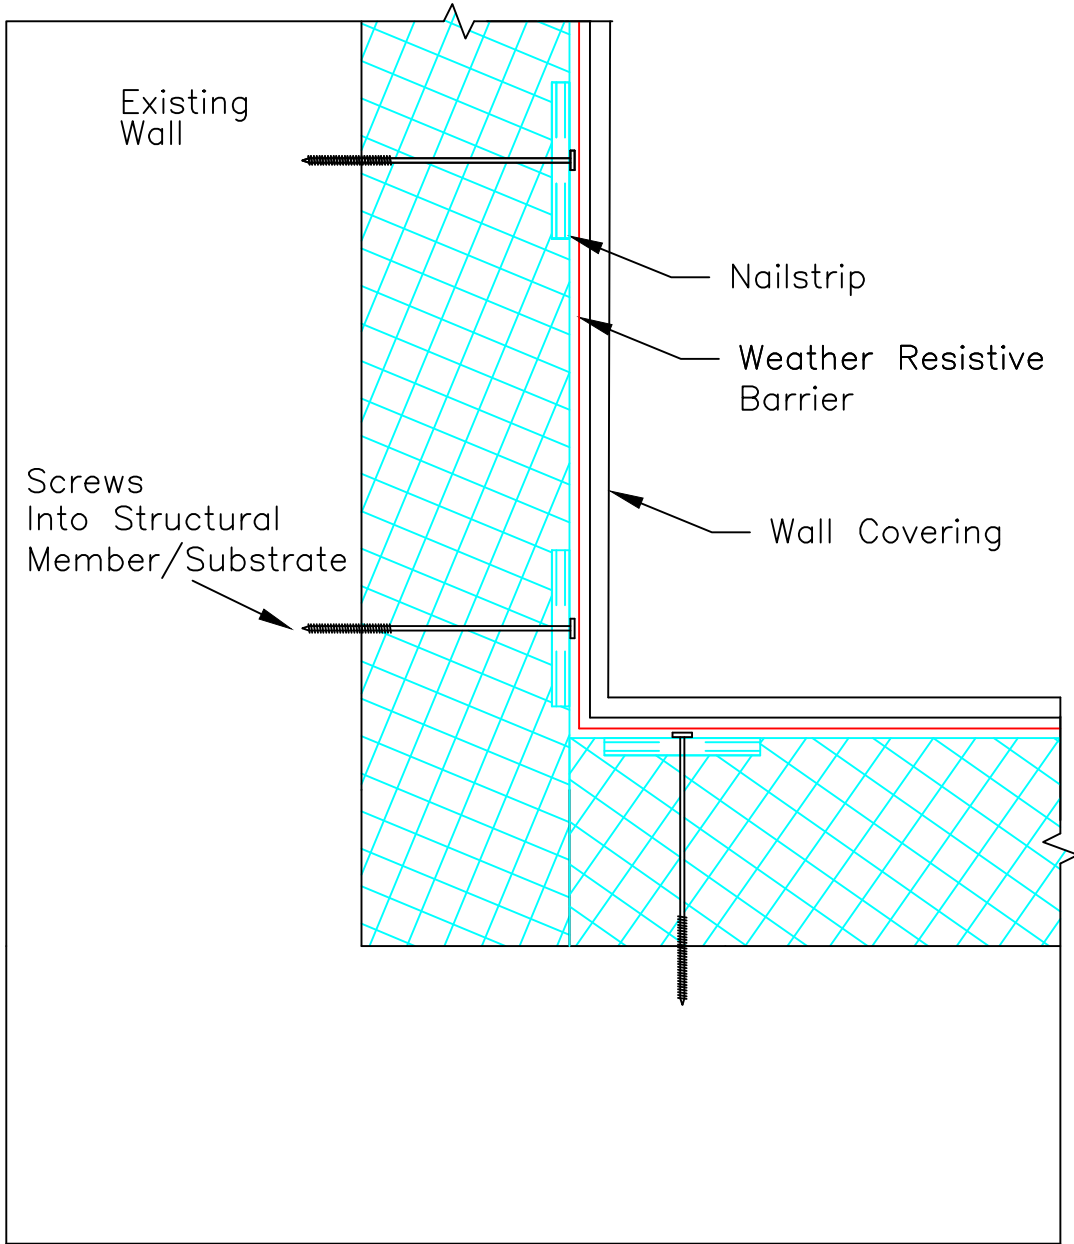 Existing
Wall
Nailstrip
Weather Resistive
Barrier
Screws
Into Structural
Member/Substrate
Wall Covering